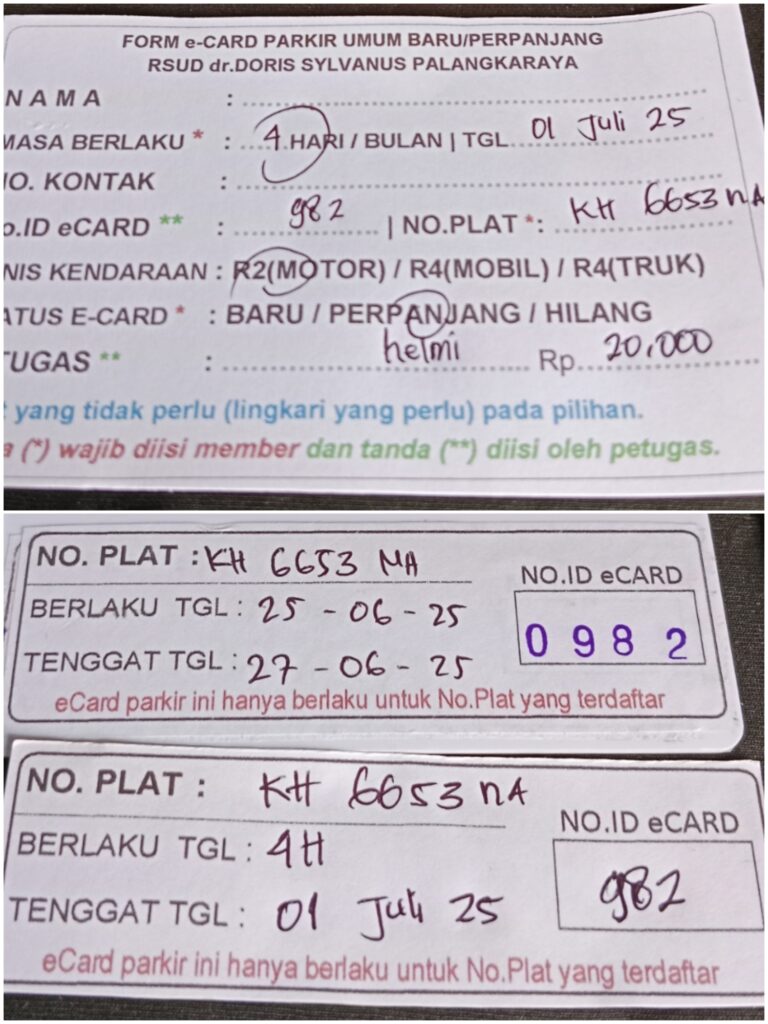 FORM e-CARD PARKIR UMUM BARU/PERPANJANG
RSUD dr.DORIS SYLVANUS PALANGKARAYA
NAMA :
MASA BERLAKU * : 4 HARI / BULAN | TGL 01 Juli 25
NO. KONTAK :
o.ID eCARD ** : 982 | NO.PLAT *: KH 6653 NA
NIS KENDARAAN : R2(MOTOR) / R4(MOBIL) / R4(TRUK)
ATUS E-CARD * : BARU / PERPANJANG / HILANG
TUGAS ** : helmi Rp. 20.000
yang tidak perlu (lingkari yang perlu) pada pilihan.
a (*) wajib diisi member dan tanda (**) diisi oleh petugas.
NO. PLAT : KH 6653 MA
NO.ID eCARD
BERLAKU TGL : 25 - 06 - 25
0982
TENGGAT TGL : 27 - 06 - 25
eCard parkir ini hanya berlaku untuk No.Plat yang terdaftar
NO. PLAT : KH 6653 NA
NO.ID eCARD
BERLAKU TGL : 4H
982
TENGGAT TGL : 01 Juli 25
eCard parkir ini hanya berlaku untuk No.Plat yang terdaftar